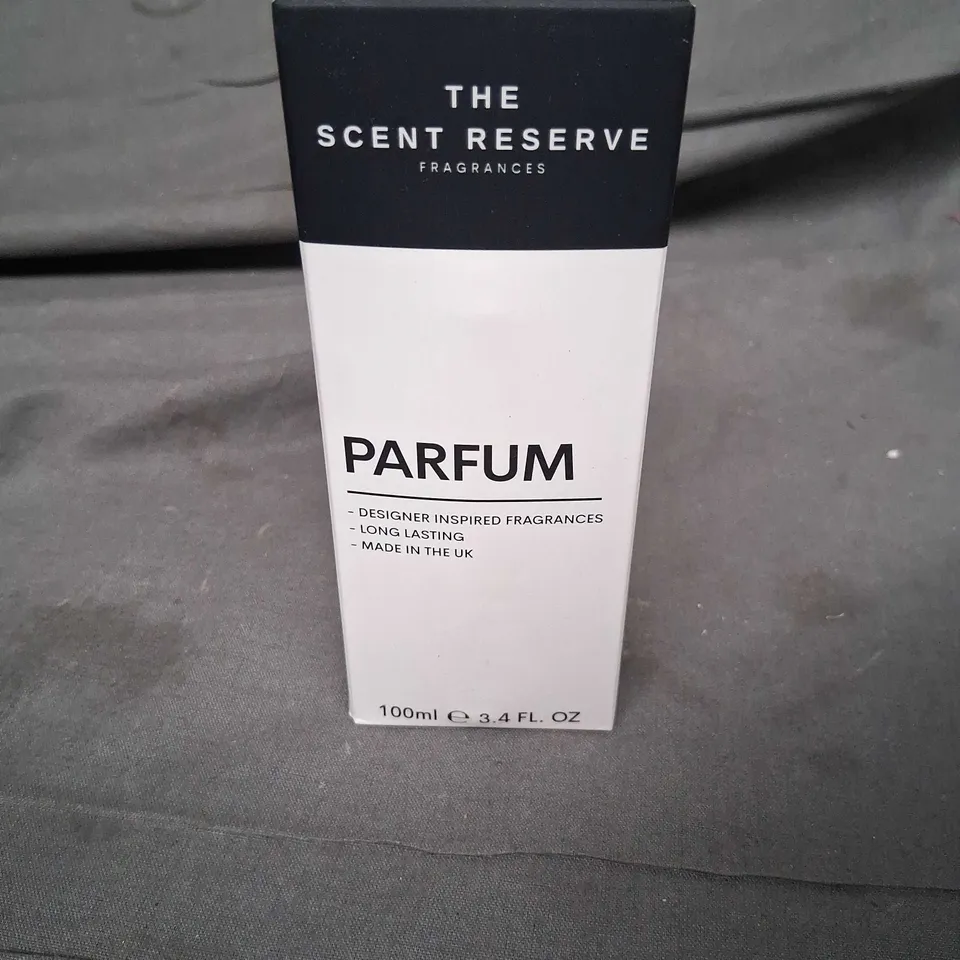 THE
SCENT RESERVE
FRAGRANCES
PARFUM
- DESIGNER INSPIRED FRAGRANCES
- LONG LASTING
- MADE IN THE UK
100ml ℮ 3.4 FL. OZ